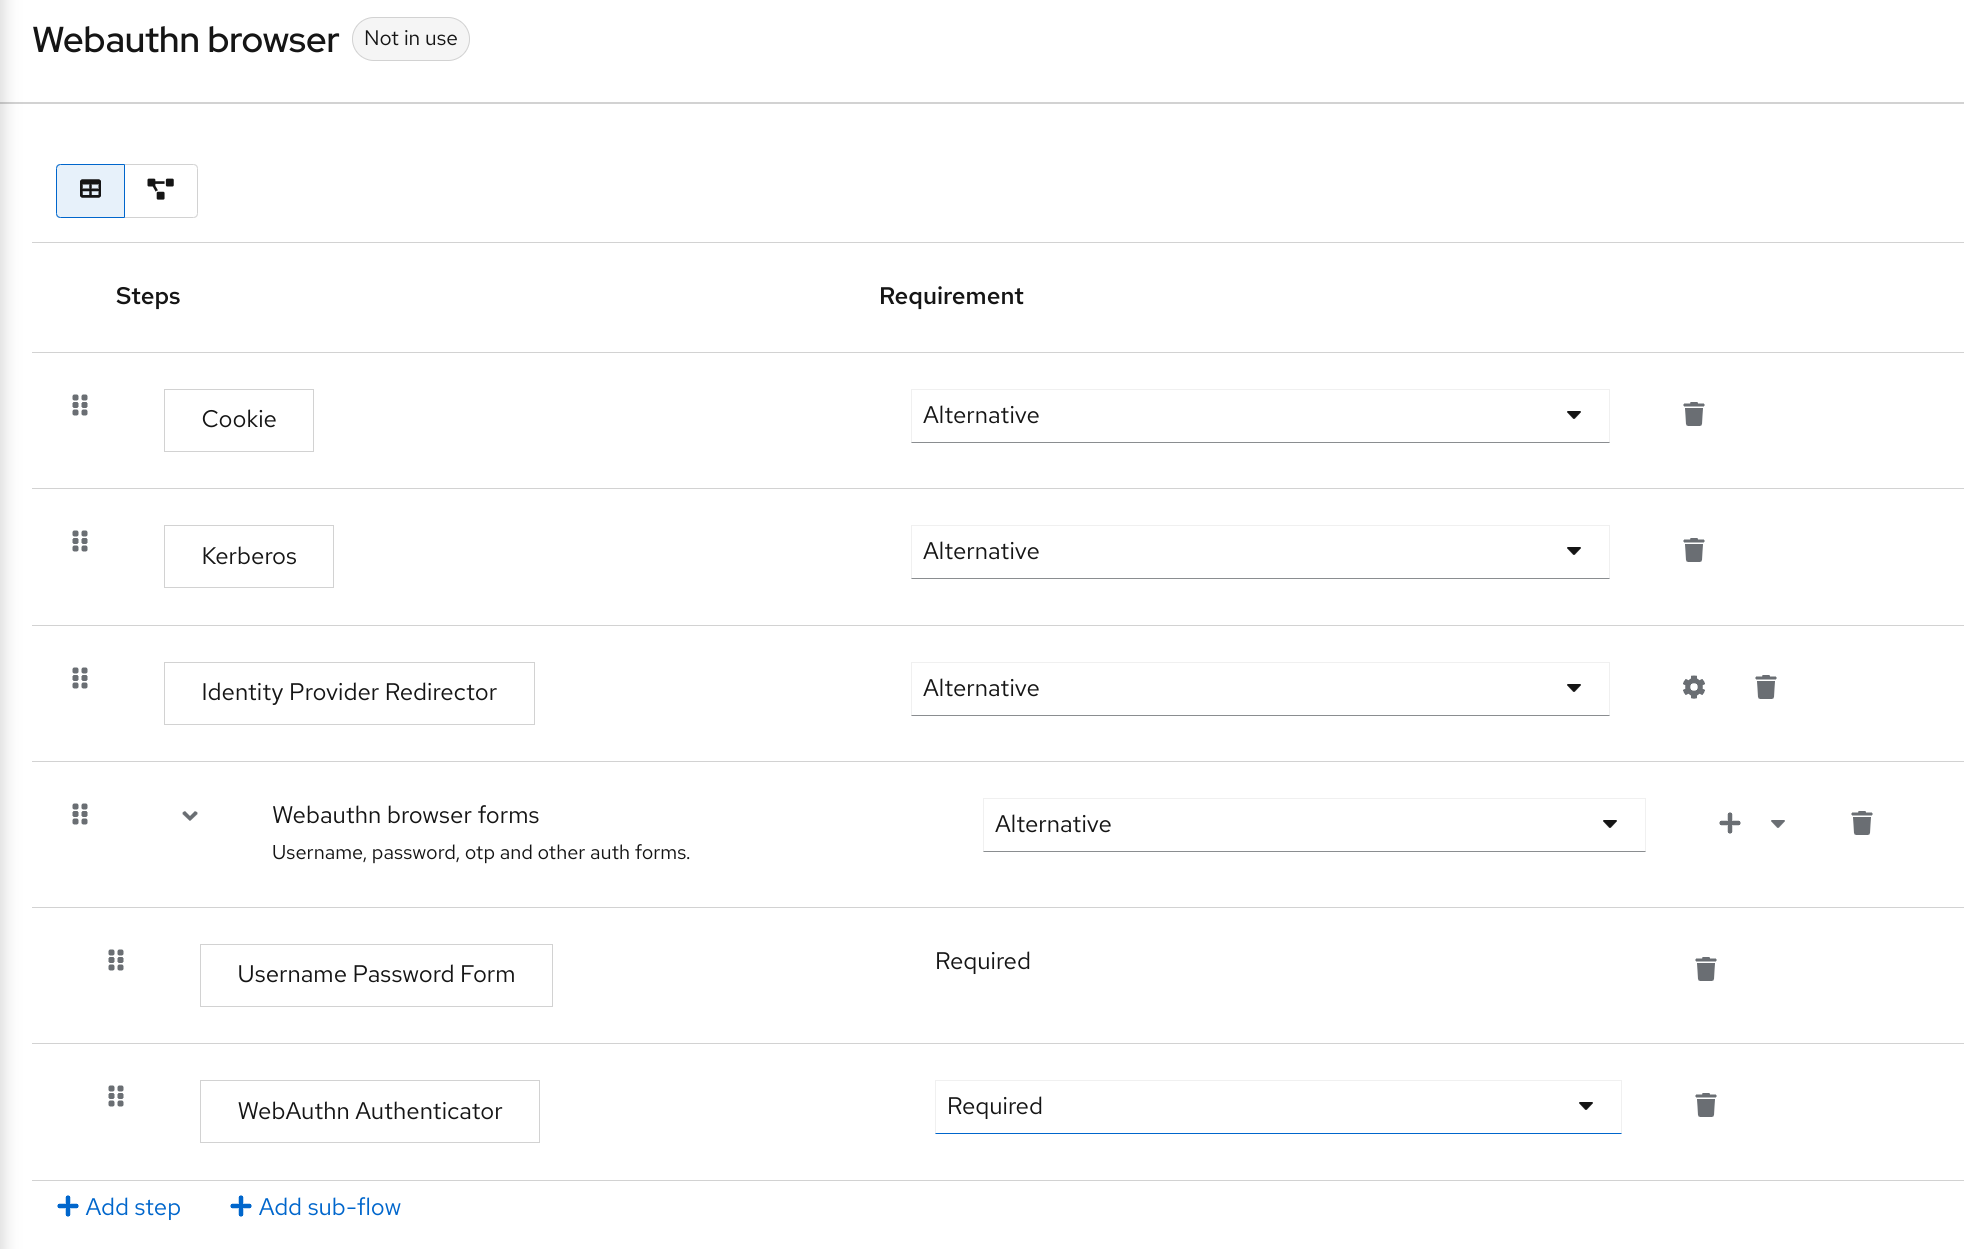 Webauthn browser Not in use
Steps Requirement
Cookie Alternative
Kerberos Alternative
Identity Provider Redirector Alternative
Webauthn browser forms Alternative
Username, password, otp and other auth forms.
Username Password Form Required
WebAuthn Authenticator Required
Add step Add sub-flow